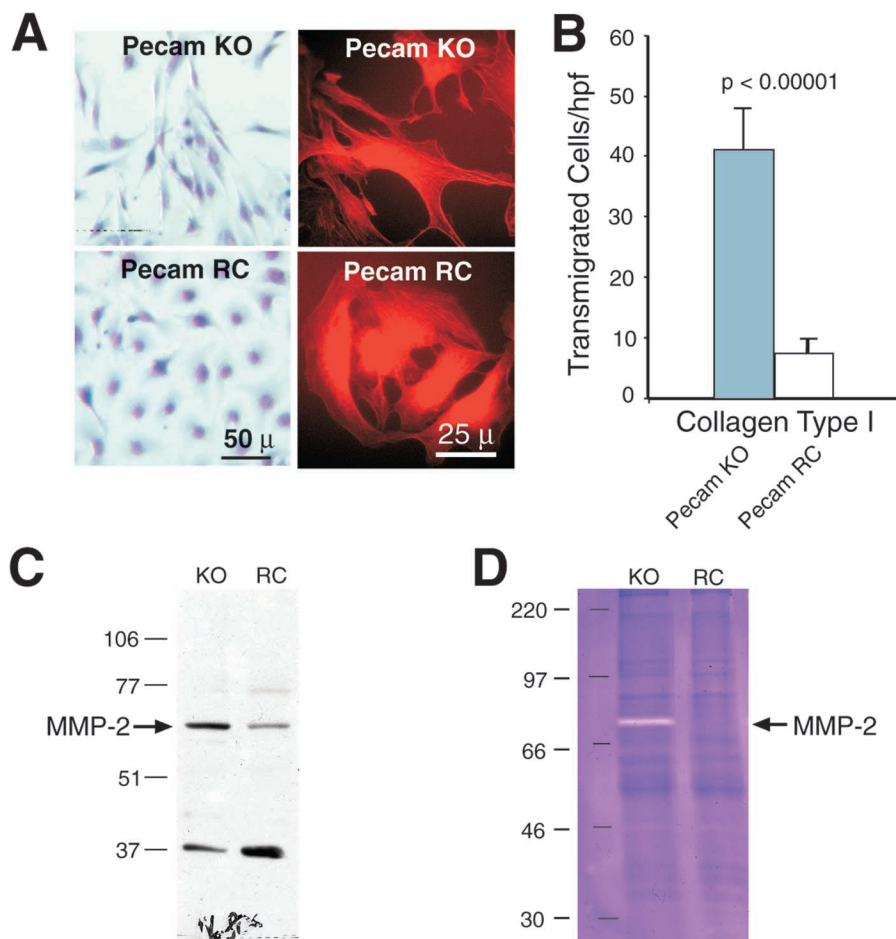 A
Pecam KO
Pecam KO
Pecam RC
Pecam RC
50 μ
25 μ
B
Transmigrated Cells/hpf
60
50
40
30
20
10
0
p < 0.00001
Collagen Type I
Pecam KO
Pecam RC
C
KO RC
106
77
MMP-2
51
37
D
KO RC
220
97
MMP-2
66
46
30